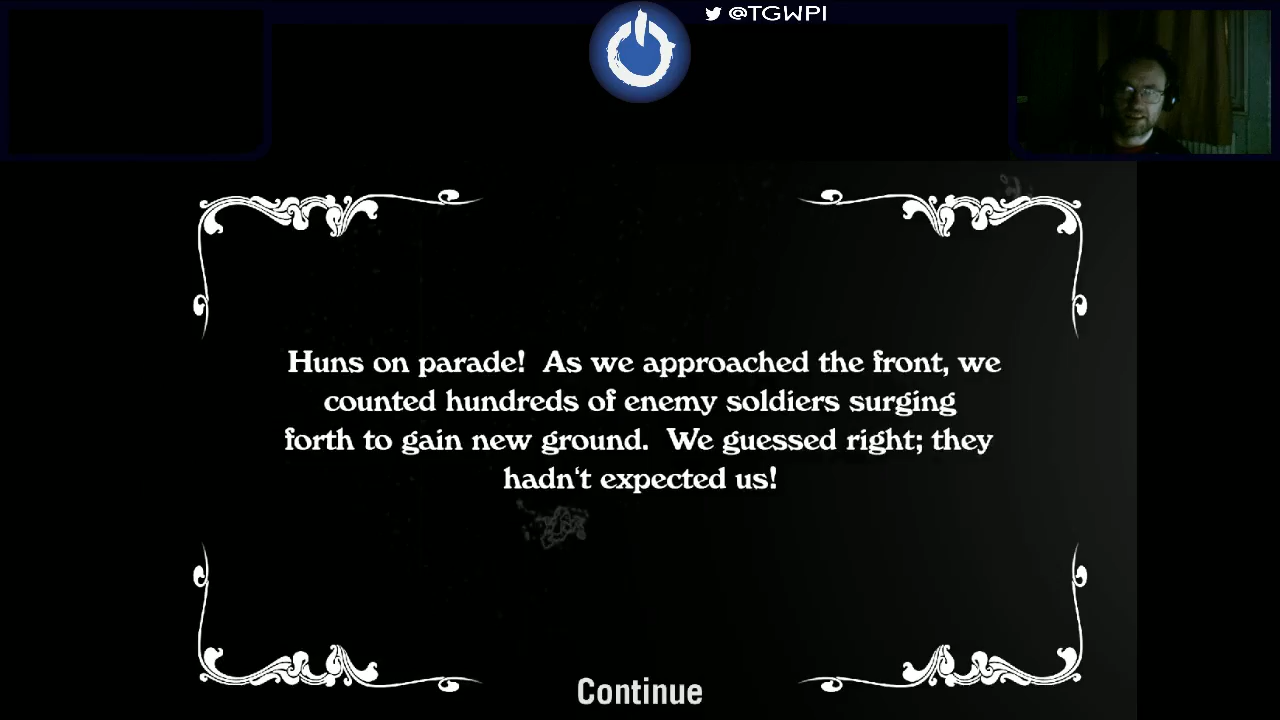 @TGWPI
Huns on parade!  As we approached the front, we
counted hundreds of enemy soldiers surging
forth to gain new ground.  We guessed right; they
hadn't expected us!
Continue